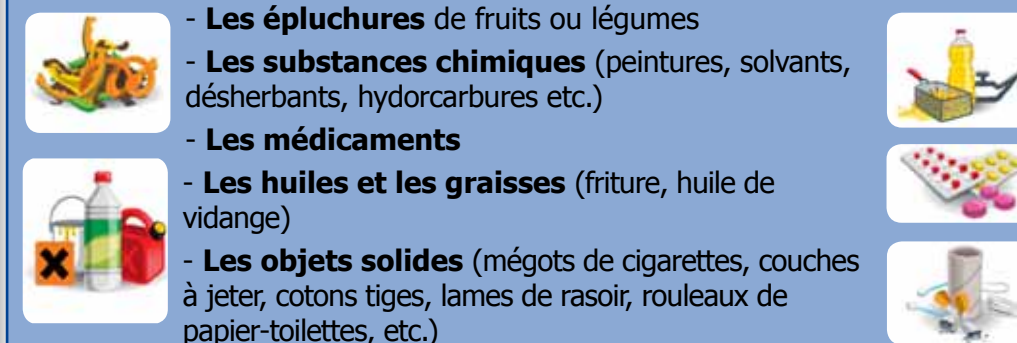 - Les épluchures de fruits ou légumes
- Les substances chimiques (peintures, solvants,
désherbants, hydorcarbures etc.)
- Les médicaments
- Les huiles et les graisses (friture, huile de
vidange)
- Les objets solides (mégots de cigarettes, couches
à jeter, cotons tiges, lames de rasoir, rouleaux de
papier-toilettes, etc.)